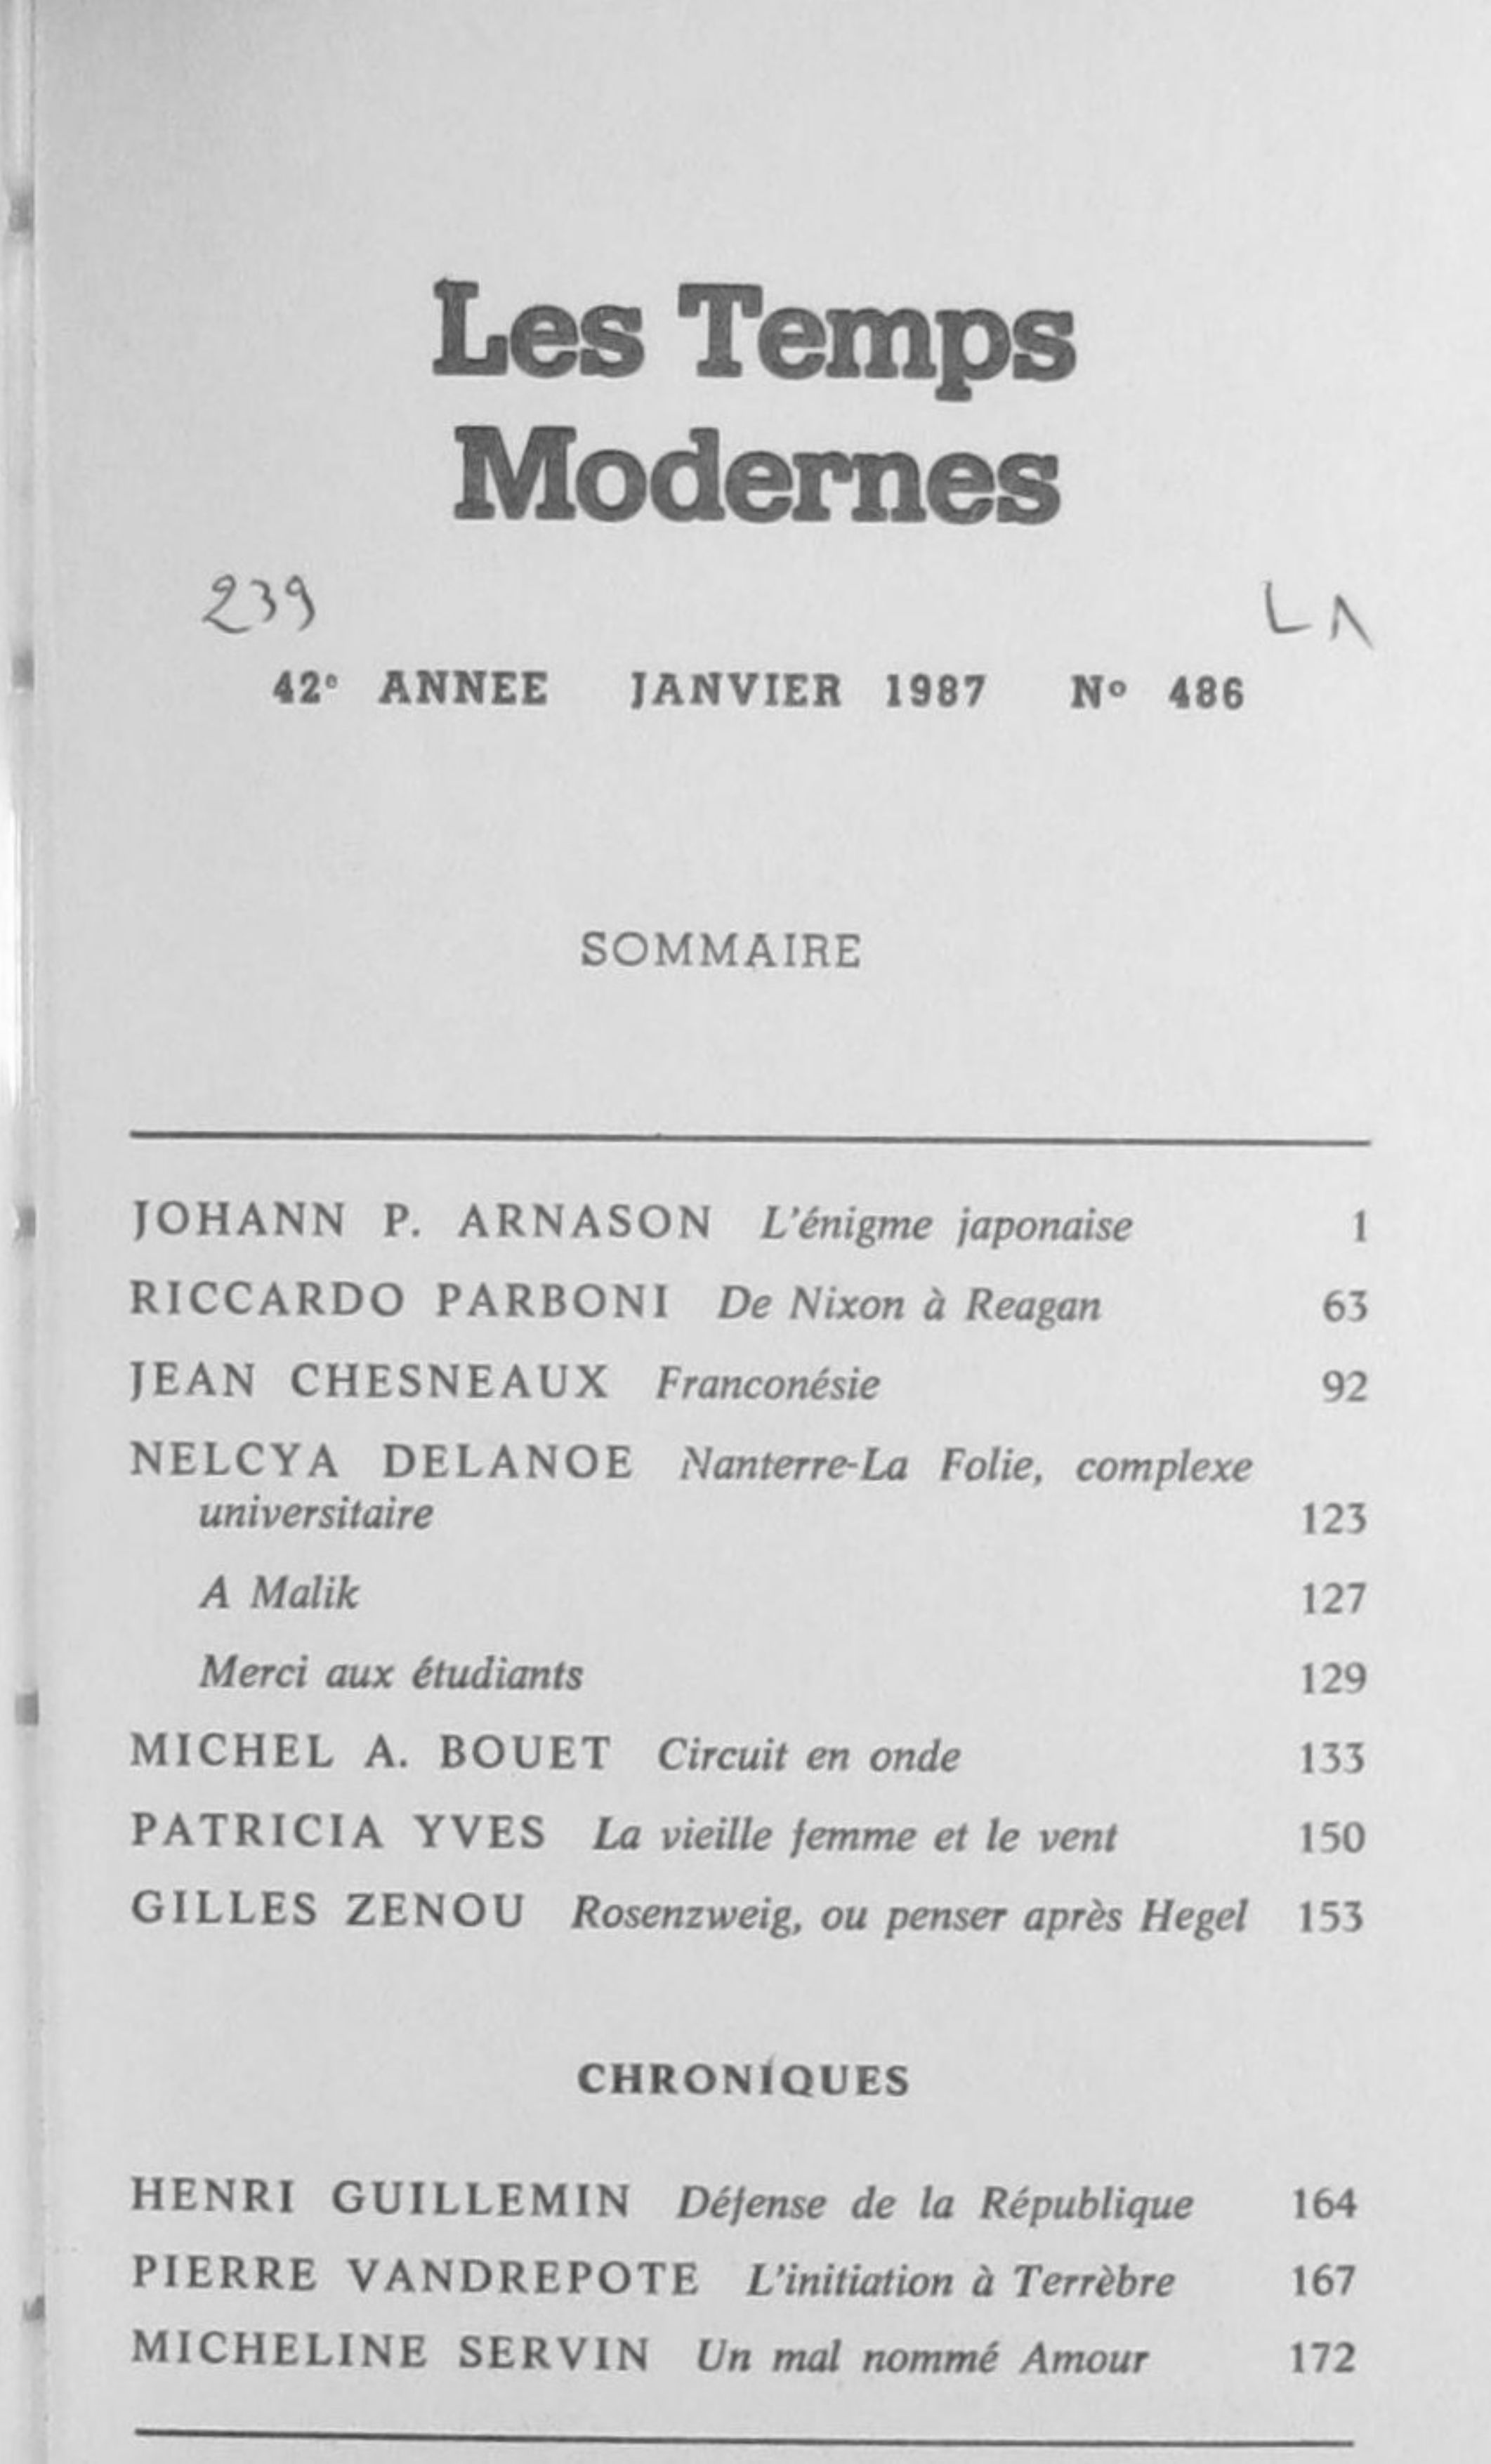 Les Temps
Modernes
239
42e ANNEE JANVIER 1987 No 486
SOMMAIRE
JOHANN P. ARNASON L'énigme japonaise 1
RICCARDO PARBONI De Nixon à Reagan 63
JEAN CHESNEAUX Franconésie 92
NELCYA DELANOE Nanterre-La Folie, complexe
universitaire 123
A Malik 127
Merci aux étudiants 129
MICHEL A. BOUET Circuit en onde 133
PATRICIA YVES La vieille femme et le vent 150
GILLES ZENOU Rosenzweig, ou penser après Hegel 153
CHRONIQUES
HENRI GUILLEMIN Défense de la République 164
PIERRE VANDREPOTE L'initiation à Terrèbre 167
MICHELINE SERVIN Un mal nommé Amour 172